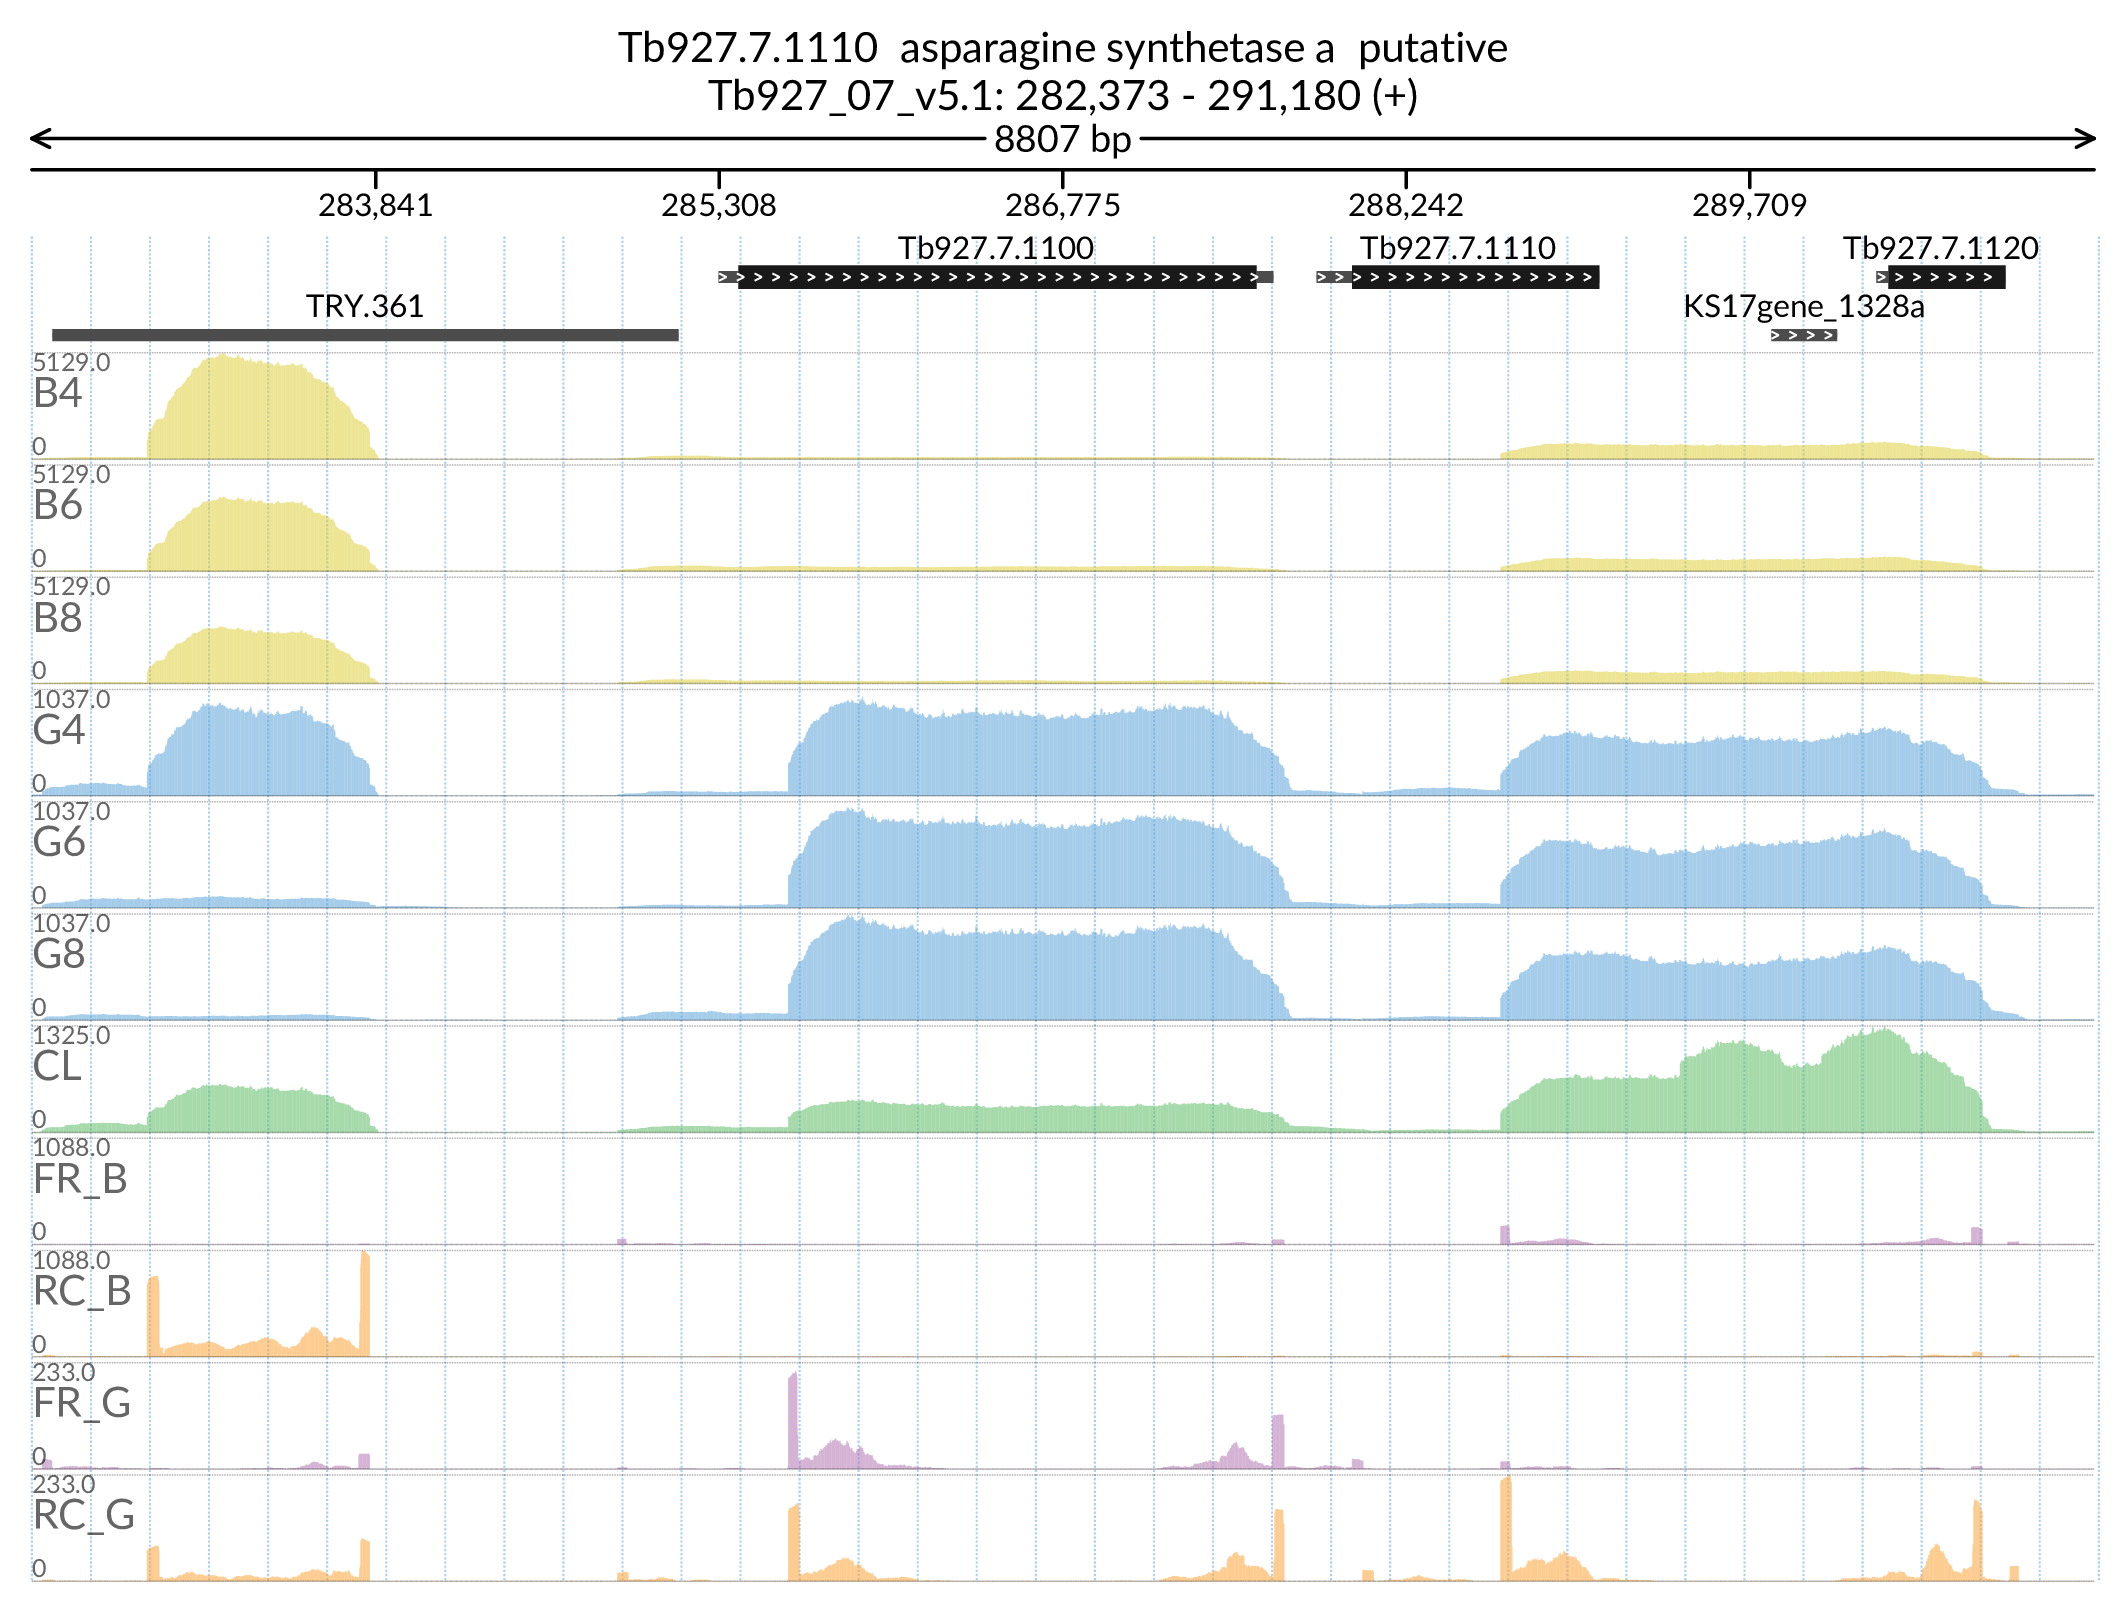 Tb927.7.1110 asparagine synthetase a putative
Tb927_07_v5.1: 282,373 - 291,180 (+)
8807 bp
283,841 285,308 286,775 288,242 289,709
Tb927.7.1100 Tb927.7.1110 Tb927.7.1120
TRY.361 KS17gene_1328a
5129.0
B4
0
5129.0
B6
0
5129.0
B8
0
1037.0
G4
0
1037.0
G6
0
1037.0
G8
0
1325.0
CL
0
1088.0
FR_B
0
1088.0
RC_B
0
233.0
FR_G
0
233.0
RC_G
0